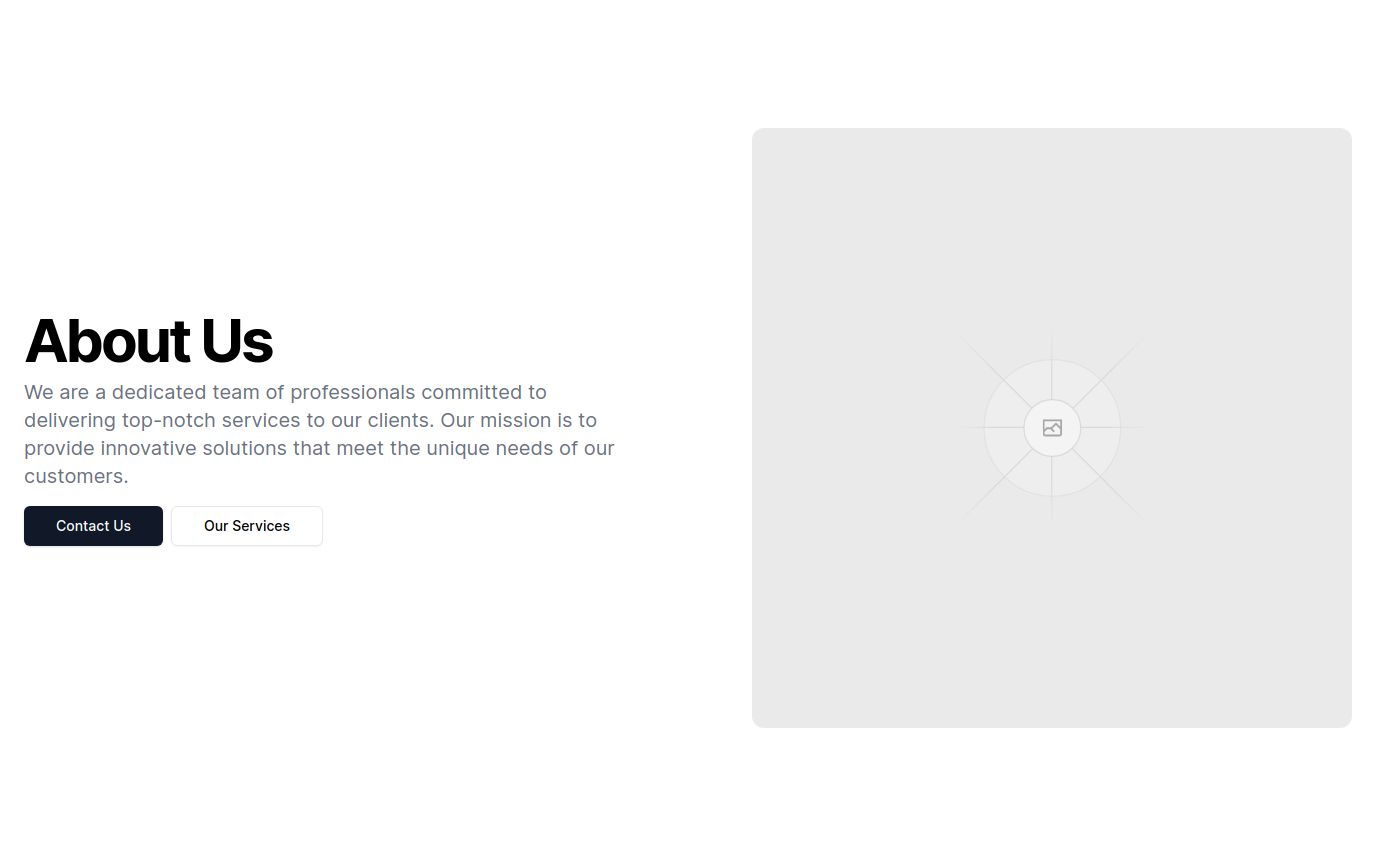 About Us
We are a dedicated team of professionals committed to
delivering top-notch services to our clients. Our mission is to
provide innovative solutions that meet the unique needs of our
customers.
Contact Us
Our Services